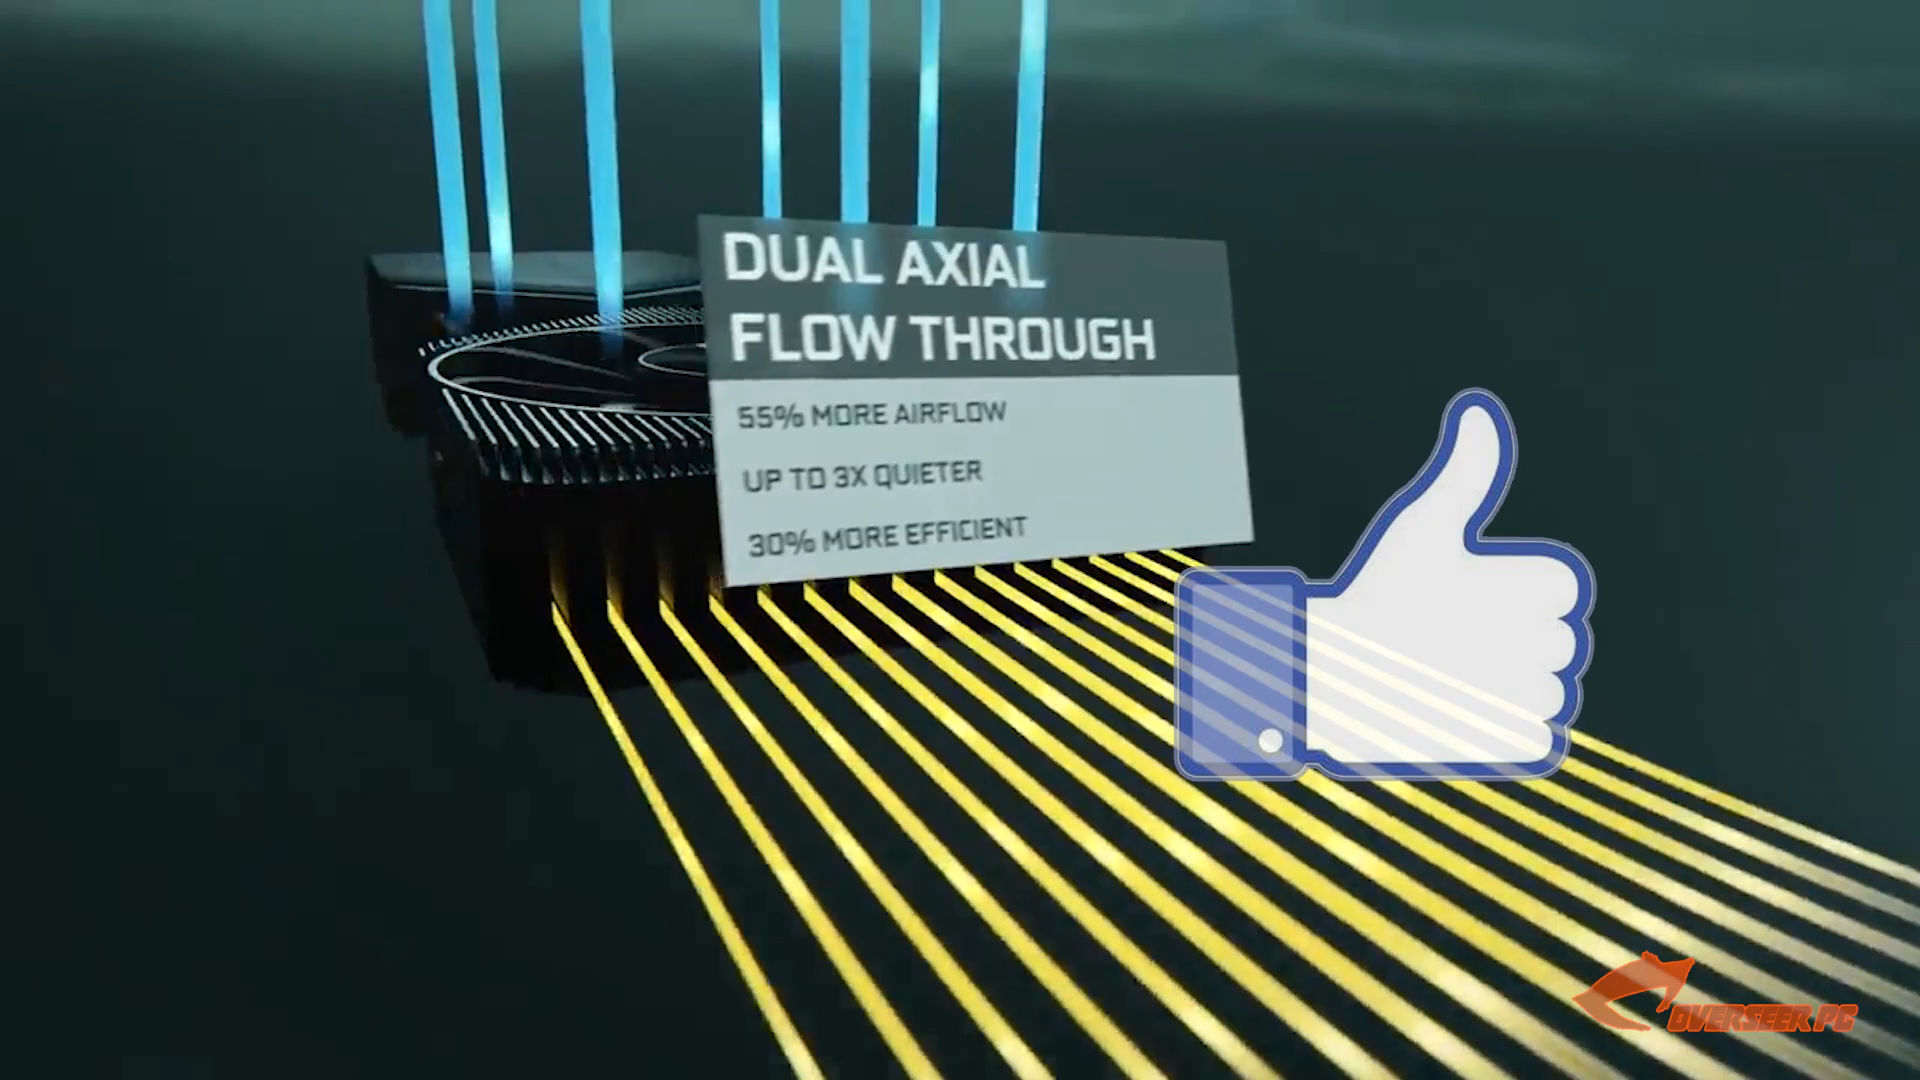 DUAL AXIAL
FLOW THROUGH
55% MORE AIRFLOW
UP TO 3X QUIETER
30% MORE EFFICIENT
OVERSEER PC